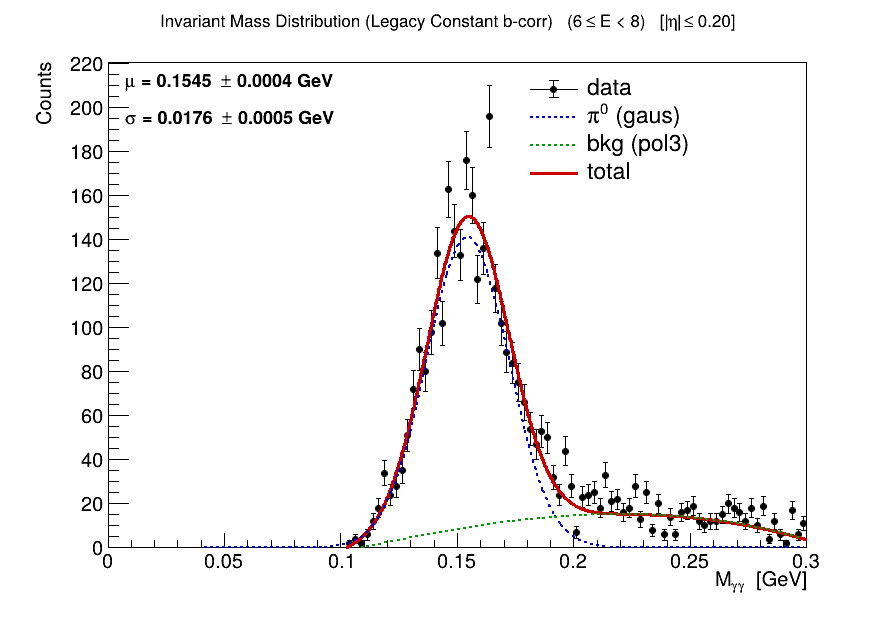 Invariant Mass Distribution (Legacy Constant b-corr) (6 ≤ E < 8) [|η| ≤ 0.20]
μ = 0.1545 ± 0.0004 GeV
σ = 0.0176 ± 0.0005 GeV
data
π⁰ (gaus)
bkg (pol3)
total
Counts
220
200
180
160
140
120
100
80
60
40
20
0
0 0.05 0.1 0.15 0.2 0.25 0.3
Mγγ [GeV]